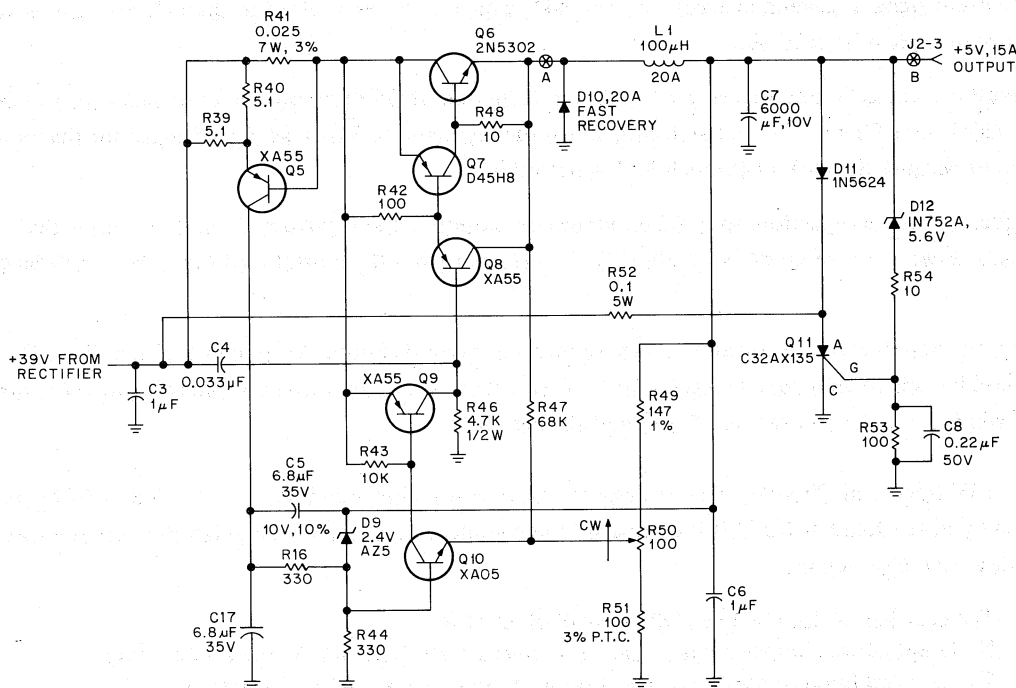 R41
0.025
7W, 3%
Q6
2N5302
L1
100µH
20A
J2-3
+5V,15A
OUTPUT
A
B
R40
5.1
R39
5.1
D10,20A
FAST
RECOVERY
C7
6000
µF,10V
R48
10
XA55
Q5
Q7
D45H8
D11
1N5624
R42
100
D12
IN752A,
5.6V
Q8
XA55
R52
0.1
5W
R54
10
+39V FROM
RECTIFIER
C4
0.033µF
Q11
C32AX135
A
G
C
C3
1µF
XA55
Q9
R46
4.7K
1/2W
R47
68K
R49
147
1%
R53
100
C8
0.22µF
50V
R43
10K
C5
6.8µF
35V
10V,10%
D9
2.4V
AZ5
CW
R50
100
R16
330
Q10
XA05
C17
6.8µF
35V
R44
330
R51
100
3% P.T.C.
C6
1µF